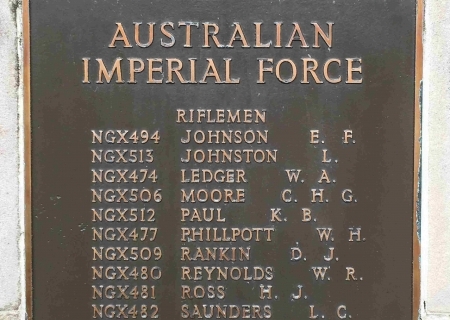 AUSTRALIAN
IMPERIAL FORCE
RIFLEMEN
NGX494 JOHNSON E. F.
NGX513 JOHNSTON L.
NGX474 LEDGER W. A.
NGX506 MOORE C. H. G.
NGX512 PAUL K. B.
NGX477 PHILLPOTT W. H.
NGX509 RANKIN D. J.
NGX480 REYNOLDS W. R.
NGX481 ROSS H. J.
NGX482 SAUNDERS L. C.